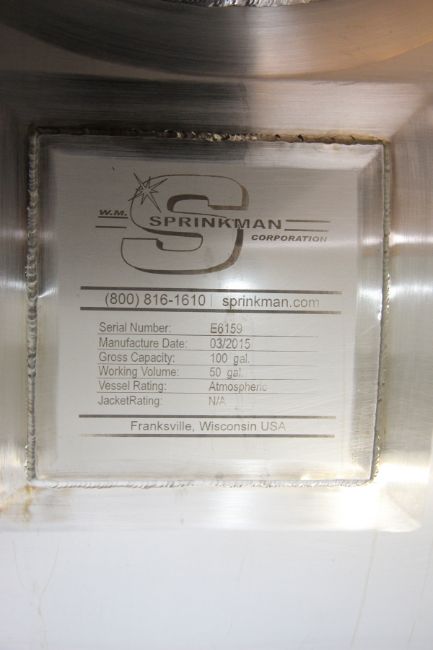 W.M.
SPRINKMAN
CORPORATION
(800) 816-1610 | sprinkman.com
Serial Number: E6159
Manufacture Date: 03/2015
Gross Capacity: 100 gal.
Working Volume: 50 gal.
Vessel Rating: Atmospheric
JacketRating: N/A
Franksville, Wisconsin USA